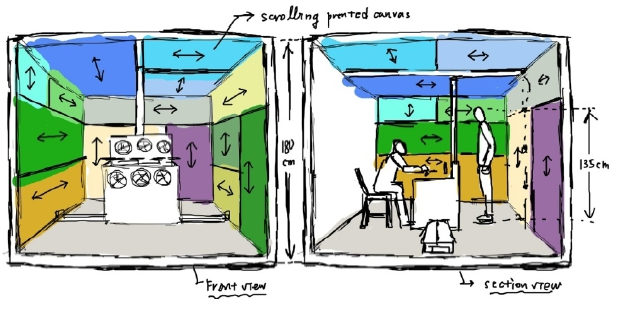 scrolling printed canvas
180
cm
135cm
Front view
section view